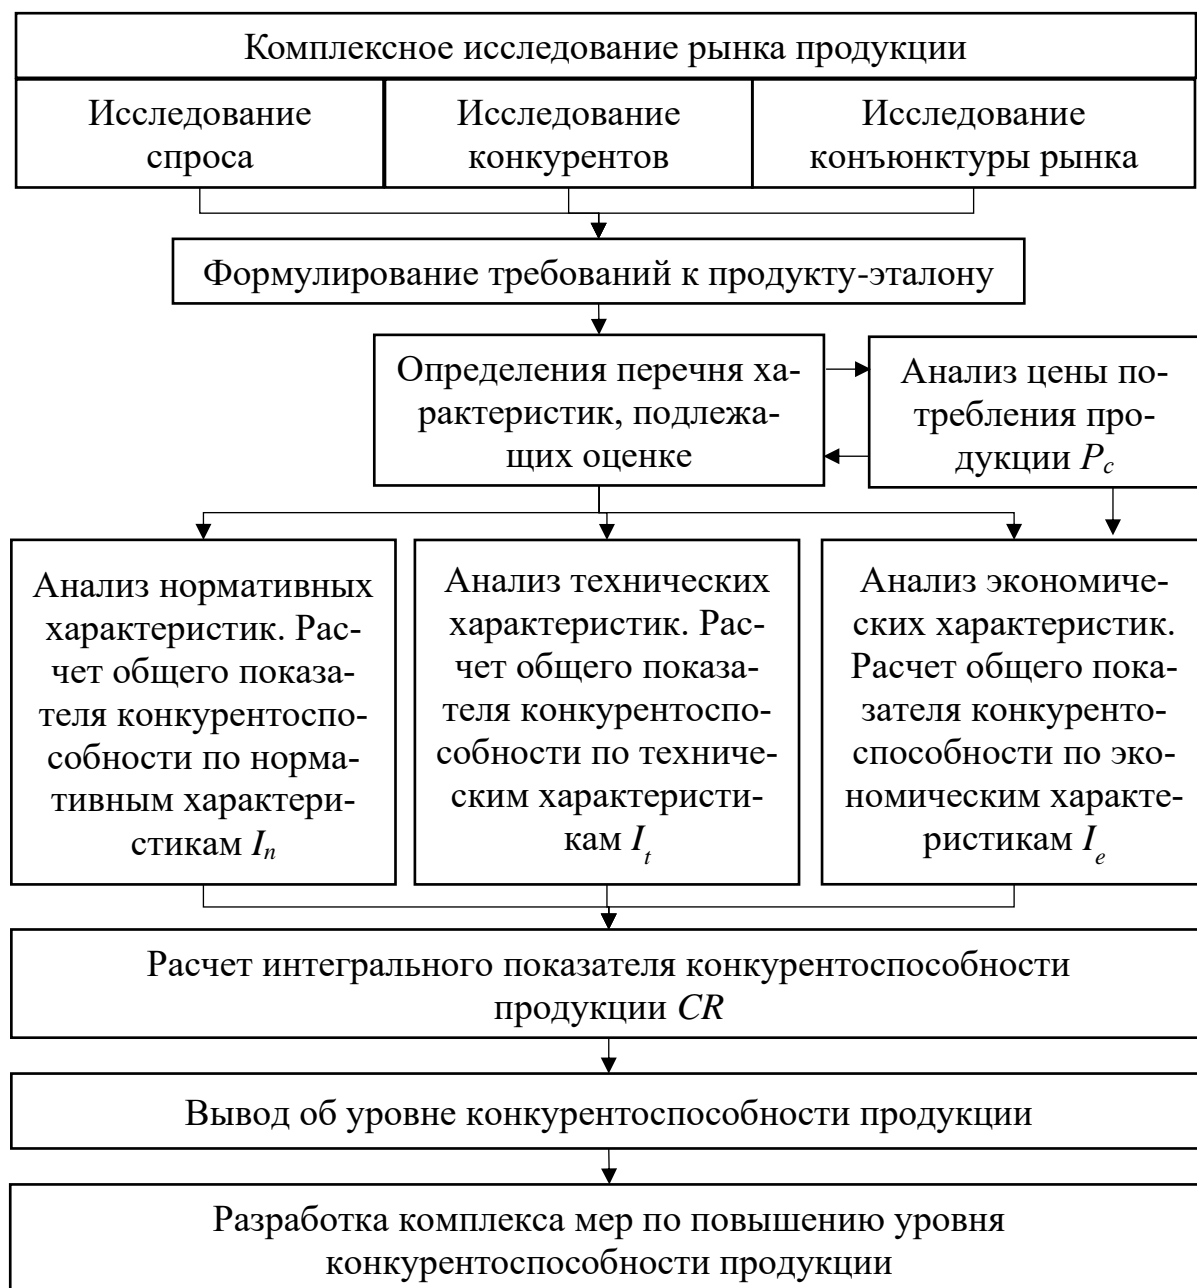 Комплексное исследование рынка продукции
Исследование
спроса
Исследование
конкурентов
Исследование
конъюнктуры рынка
Формулирование требований к продукту-эталону
Определения перечня ха-
рактеристик, подлежа-
щих оценке
Анализ цены по-
требления про-
дукции Pc
Анализ нормативных
характеристик. Рас-
чет общего показа-
теля конкурентоспо-
собности по норма-
тивным характери-
стикам In
Анализ технических
характеристик. Рас-
чет общего показа-
теля конкурентоспо-
собности по техниче-
ским характеристи-
кам It
Анализ экономиче-
ских характеристик.
Расчет общего пока-
зателя конкуренто-
способности по эко-
номическим характе-
ристикам Ie
Расчет интегрального показателя конкурентоспособности
продукции CR
Вывод об уровне конкурентоспособности продукции
Разработка комплекса мер по повышению уровня
конкурентоспособности продукции